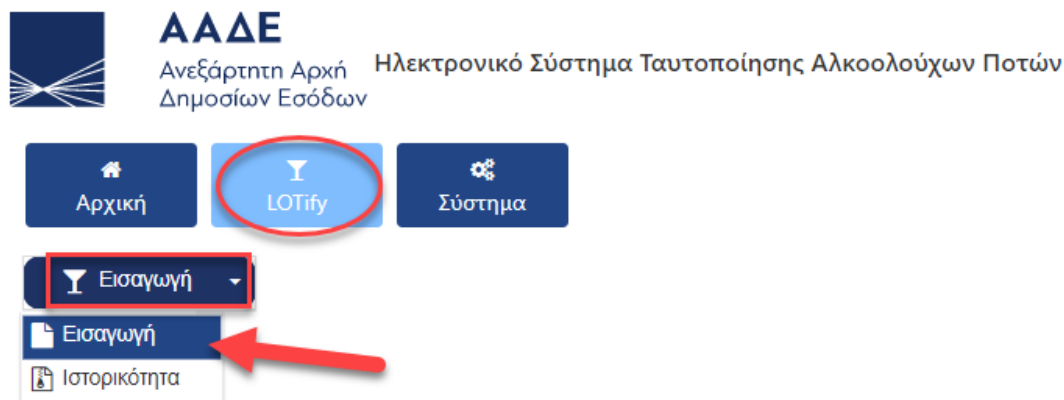 ΑΑΔΕ
Ανεξάρτητη Αρχή
Δημοσίων Εσόδων
Ηλεκτρονικό Σύστημα Ταυτοποίησης Αλκοολούχων Ποτών
Αρχική
LOTify
Σύστημα
Εισαγωγή
Εισαγωγή
Ιστορικότητα